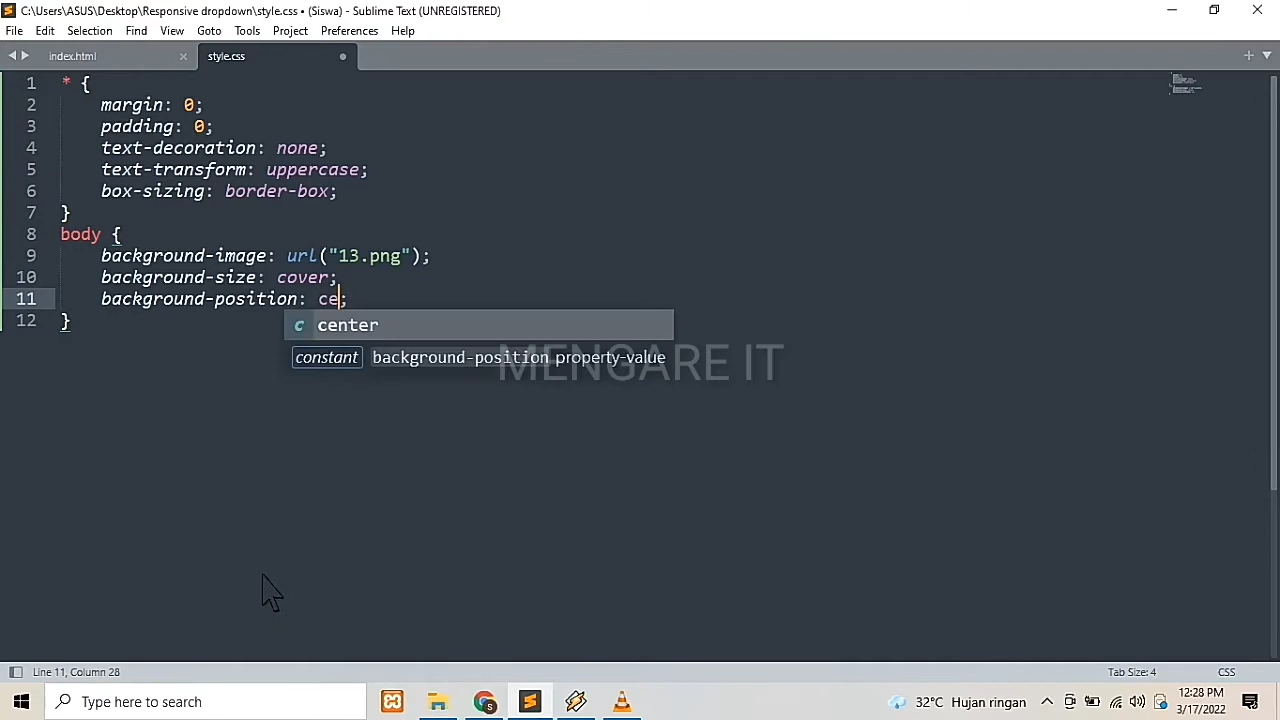 C:\Users\ASUS\Desktop\Responsive dropdown\style.css • (Siswa) - Sublime Text (UNREGISTERED)
File Edit Selection Find View Goto Tools Project Preferences Help
index.html style.css
1 * {
2 margin: 0;
3 padding: 0;
4 text-decoration: none;
5 text-transform: uppercase;
6 box-sizing: border-box;
7 }
8 body {
9 background-image: url("13.png");
10 background-size: cover;
11 background-position: ce;
12 }
c center
constant background-position property-value
MENGARE IT
Line 11, Column 28 Tab Size: 4 CSS
Type here to search 32°C Hujan ringan 12:28 PM
3/17/2022